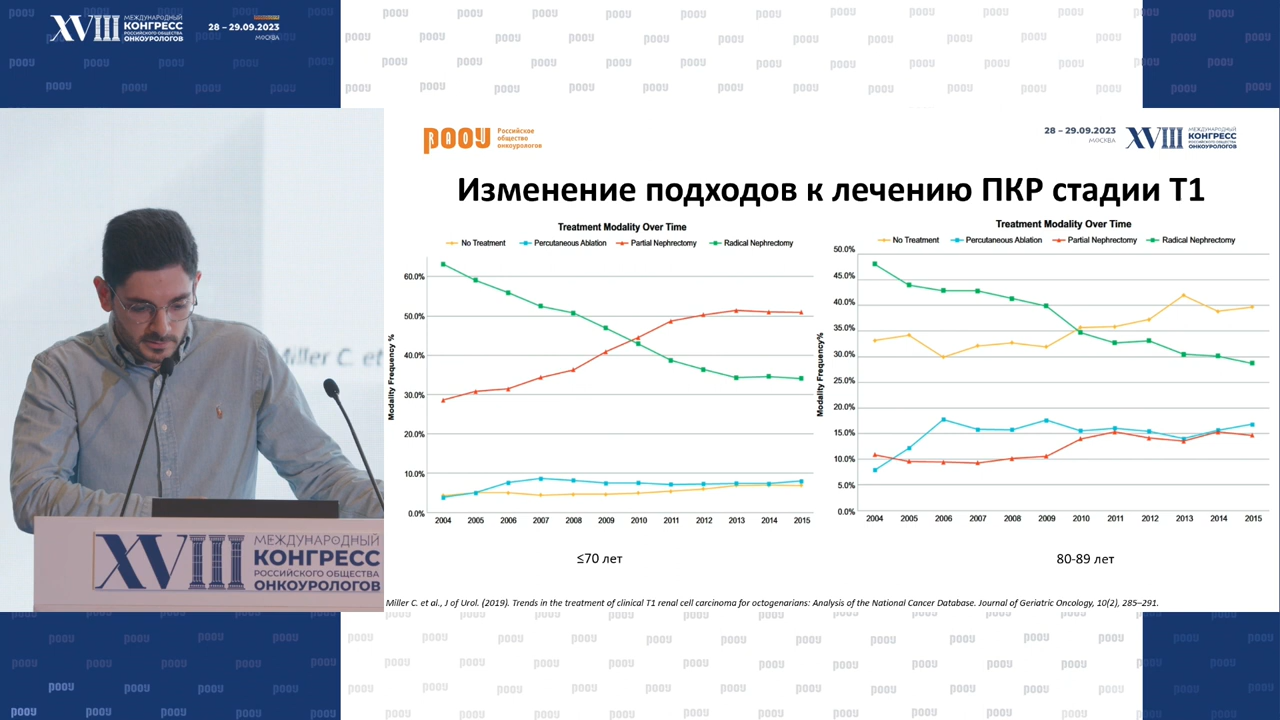 XVIII МЕЖДУНАРОДНЫЙ
КОНГРЕСС
РОССИЙСКОГО ОБЩЕСТВА
ОНКОУРОЛОГОВ
28 – 29.09.2023
МОСКВА
РООУ Российское
общество
онкоурологов
28 – 29.09.2023
МОСКВА
XVIII МЕЖДУНАРОДНЫЙ
КОНГРЕСС
РОССИЙСКОГО ОБЩЕСТВА
ОНКОУРОЛОГОВ
Изменение подходов к лечению ПКР стадии Т1
Treatment Modality Over Time
No Treatment Percutaneous Ablation Partial Nephrectomy Radical Nephrectomy
Modality Frequency %
60.0%
50.0%
40.0%
30.0%
20.0%
10.0%
0.0%
2004 2005 2006 2007 2008 2009 2010 2011 2012 2013 2014 2015
≤70 лет
Treatment Modality Over Time
No Treatment Percutaneous Ablation Partial Nephrectomy Radical Nephrectomy
Modality Frequency%
50.0%
45.0%
40.0%
35.0%
30.0%
25.0%
20.0%
15.0%
10.0%
5.0%
0.0%
2004 2005 2006 2007 2008 2009 2010 2011 2012 2013 2014 2015
80-89 лет
Miller C. et al., J of Urol. (2019). Trends in the treatment of clinical T1 renal cell carcinoma for octogenarians: Analysis of the National Cancer Database. Journal of Geriatric Oncology, 10(2), 285–291.
Miller C. et
XVIII МЕЖДУНАРОДНЫЙ
КОНГРЕСС
РОССИЙСКОГО ОБЩЕСТВА
ОНКОУРОЛОГОВ